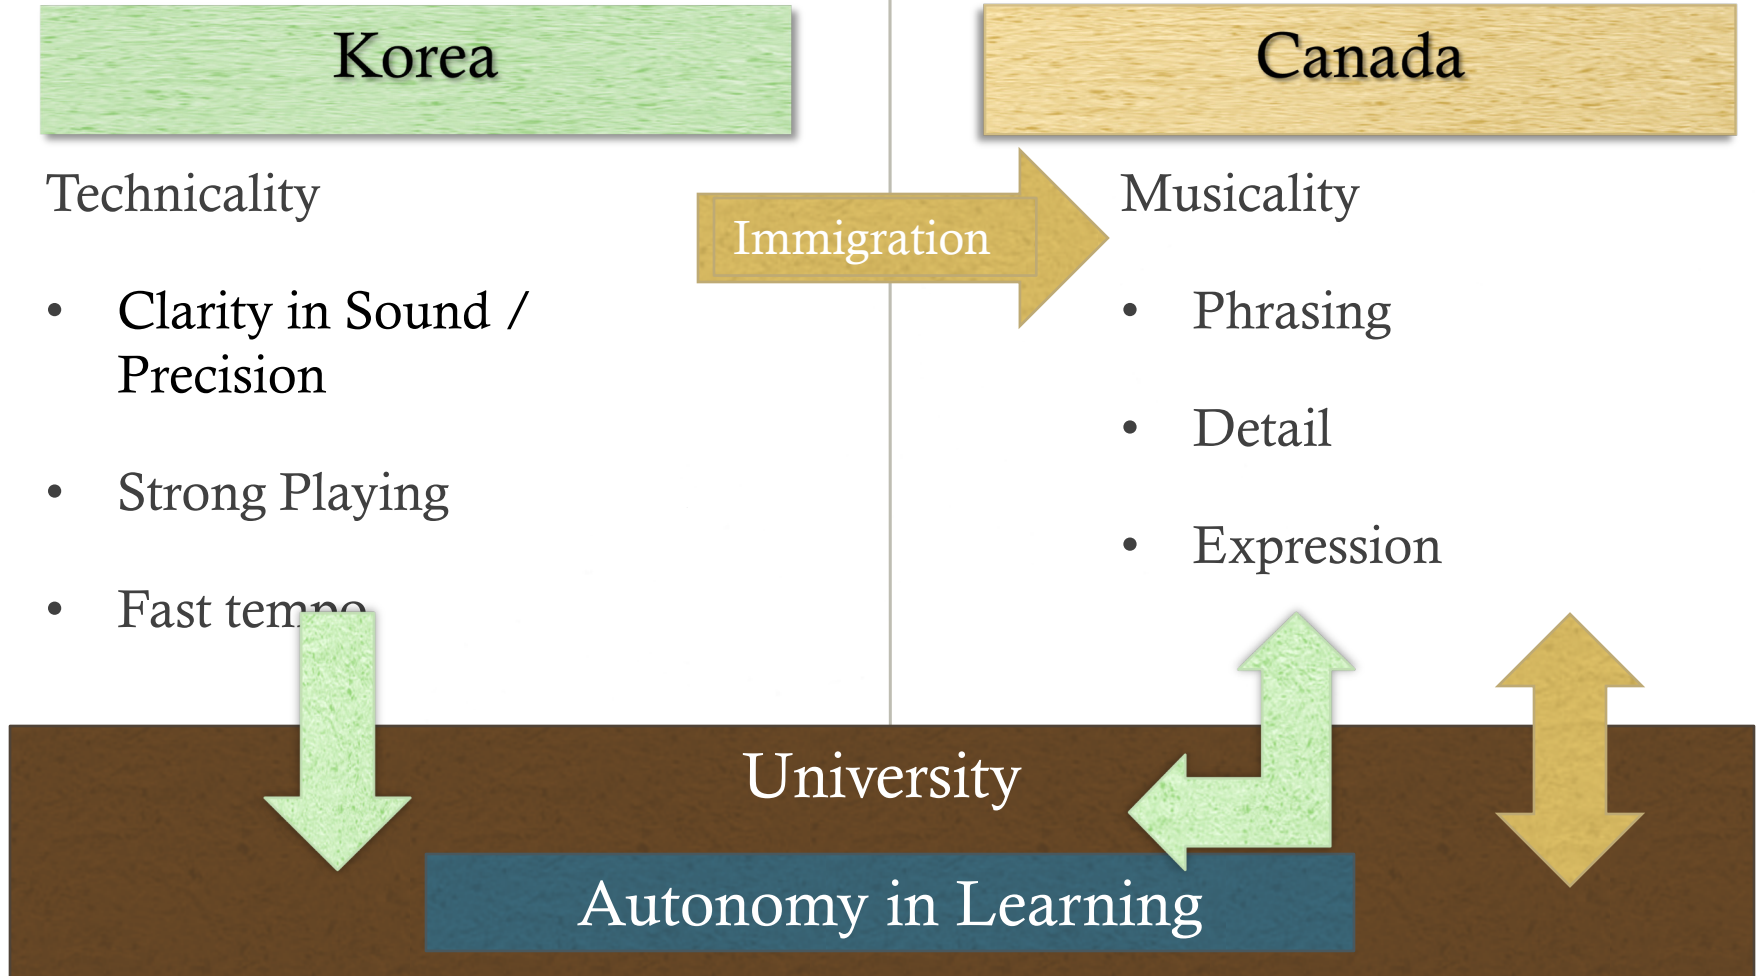 Korea
Canada
Technicality
Immigration
Musicality
• Clarity in Sound /
Precision
• Strong Playing
• Fast tempo
• Phrasing
• Detail
• Expression
University
Autonomy in Learning